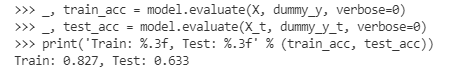 >>> _, train_acc = model.evaluate(X, dummy_y, verbose=0)
>>> _, test_acc = model.evaluate(X_t, dummy_y_t, verbose=0)
>>> print('Train: %.3f, Test: %.3f' % (train_acc, test_acc))
Train: 0.827, Test: 0.633